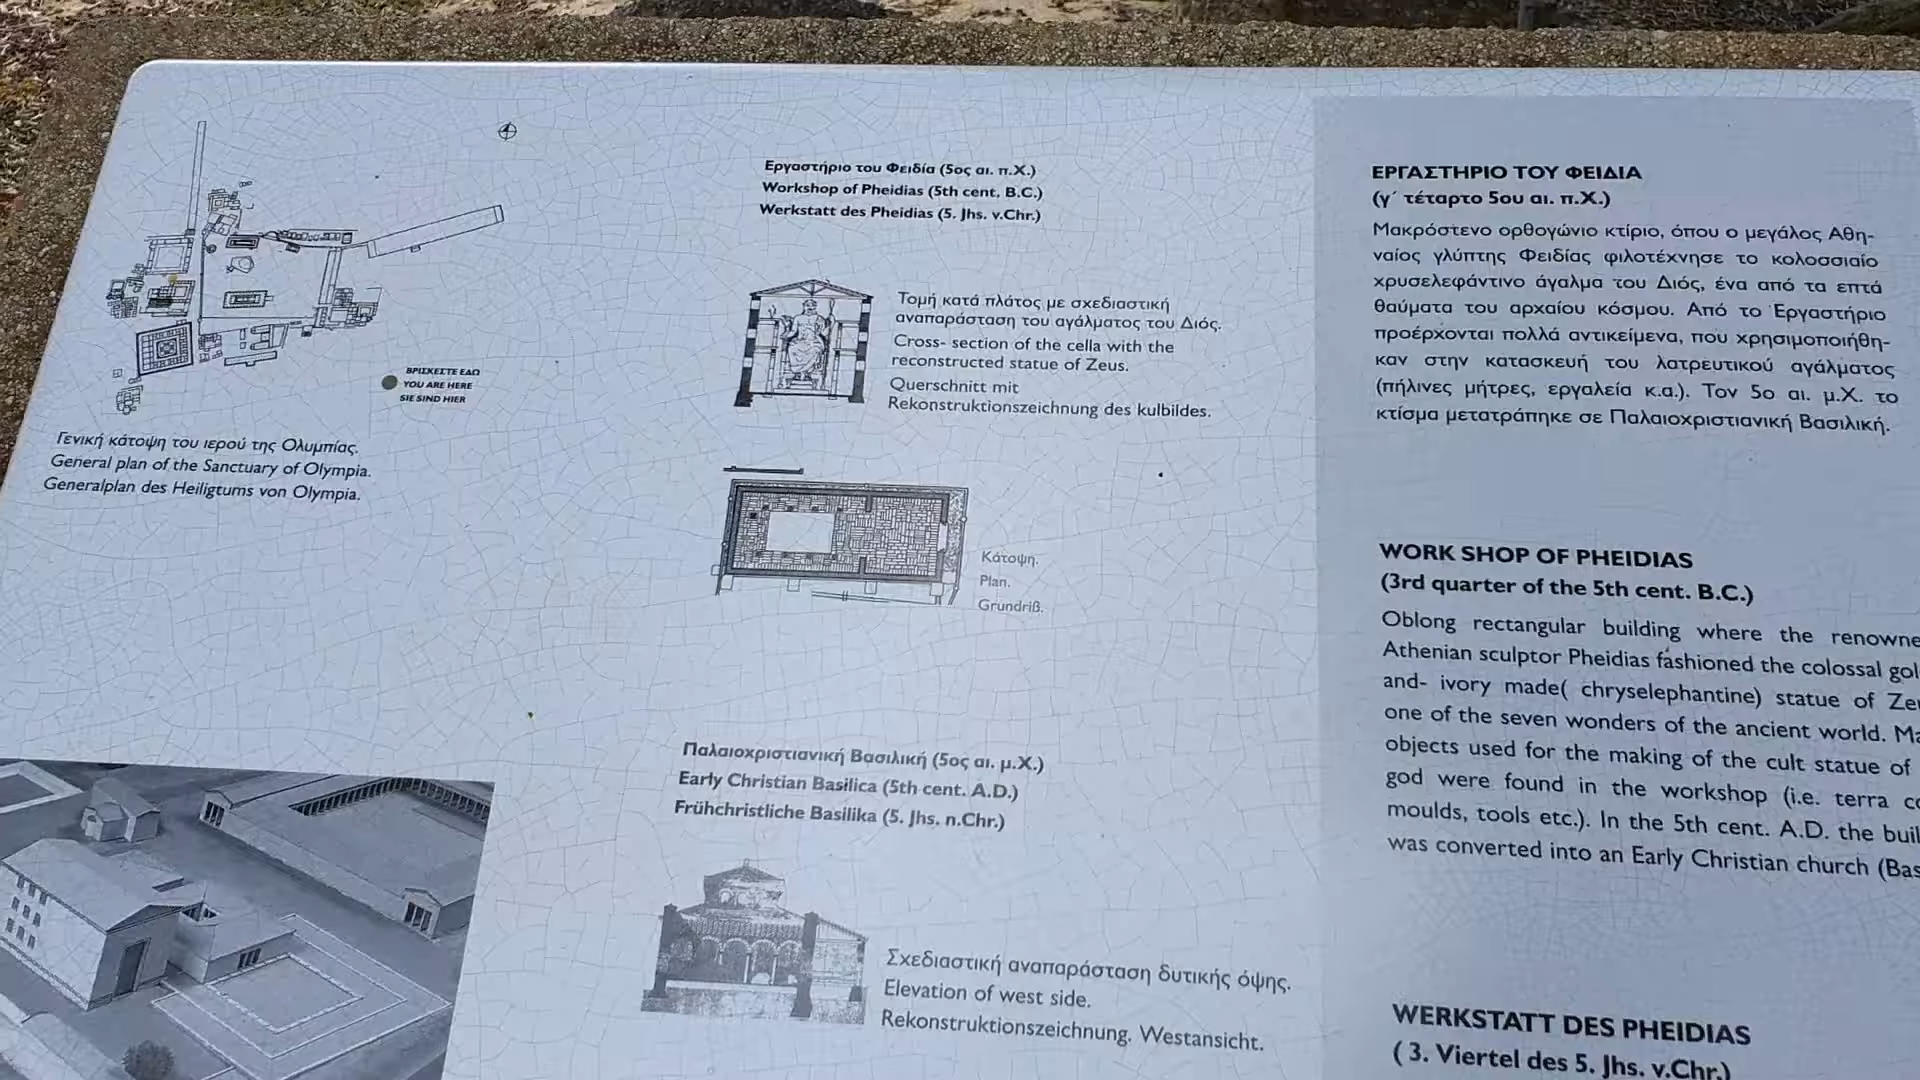 ΒΡΙΣΚΕΣΤΕ ΕΔΩ
YOU ARE HERE
SIE SIND HIER
Γενική κάτοψη του ιερού της Ολυμπίας.
General plan of the Sanctuary of Olympia.
Generalplan des Heiligtums von Olympia.
Εργαστήριο του Φειδία (5ος αι. π.Χ.)
Workshop of Pheidias (5th cent. B.C.)
Werkstatt des Pheidias (5. Jhs. v.Chr.)
Τομή κατά πλάτος με σχεδιαστική
αναπαράσταση του αγάλματος του Διός.
Cross- section of the cella with the
reconstructed statue of Zeus.
Querschnitt mit
Rekonstruktionszeichnung des kulbildes.
Κάτοψη.
Plan.
Grundriß.
Παλαιοχριστιανική Βασιλική (5ος αι. μ.Χ.)
Early Christian Basilica (5th cent. A.D.)
Frühchristliche Basilika (5. Jhs. n.Chr.)
Σχεδιαστική αναπαράσταση δυτικής όψης.
Elevation of west side.
Rekonstruktionszeichnung. Westansicht.
ΕΡΓΑΣΤΗΡΙΟ ΤΟΥ ΦΕΙΔΙΑ
(γ΄ τέταρτο 5ου αι. π.Χ.)
Μακρόστενο ορθογώνιο κτίριο, όπου ο μεγάλος Αθη-
ναίος γλύπτης Φειδίας φιλοτέχνησε το κολοσσιαίο
χρυσελεφάντινο άγαλμα του Διός, ένα από τα επτά
θαύματα του αρχαίου κόσμου. Από το Εργαστήριο
προέρχονται πολλά αντικείμενα, που χρησιμοποιήθη-
καν στην κατασκευή του λατρευτικού αγάλματος
(πήλινες μήτρες, εργαλεία κ.α.). Τον 5ο αι. μ.Χ. το
κτίσμα μετατράπηκε σε Παλαιοχριστιανική Βασιλική.
WORK SHOP OF PHEIDIAS
(3rd quarter of the 5th cent. B.C.)
Oblong rectangular building where the renowne
Athenian sculptor Pheidias fashioned the colossal gol
and- ivory made( chryselephantine) statue of Zeu
one of the seven wonders of the ancient world. Ma
objects used for the making of the cult statue of
god were found in the workshop (i.e. terra co
moulds, tools etc.). In the 5th cent. A.D. the buil
was converted into an Early Christian church (Bas
WERKSTATT DES PHEIDIAS
( 3. Viertel des 5. Jhs. v.Chr.)